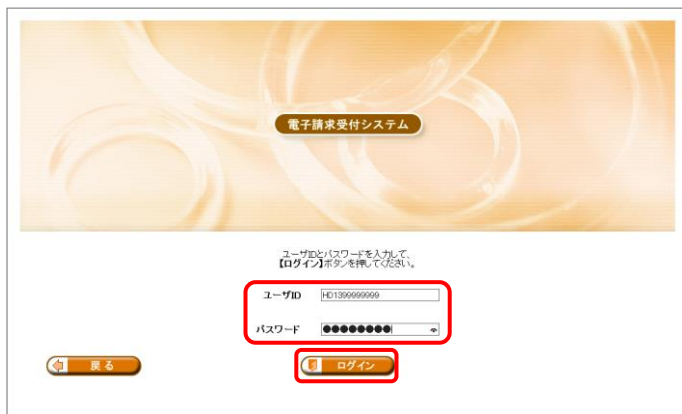 電子請求受付システム
ユーザIDとパスワードを入力して、
【ログイン】ボタンを押してください。
ユーザID HD1399999999
パスワード ●●●●●●●●
戻る ログイン